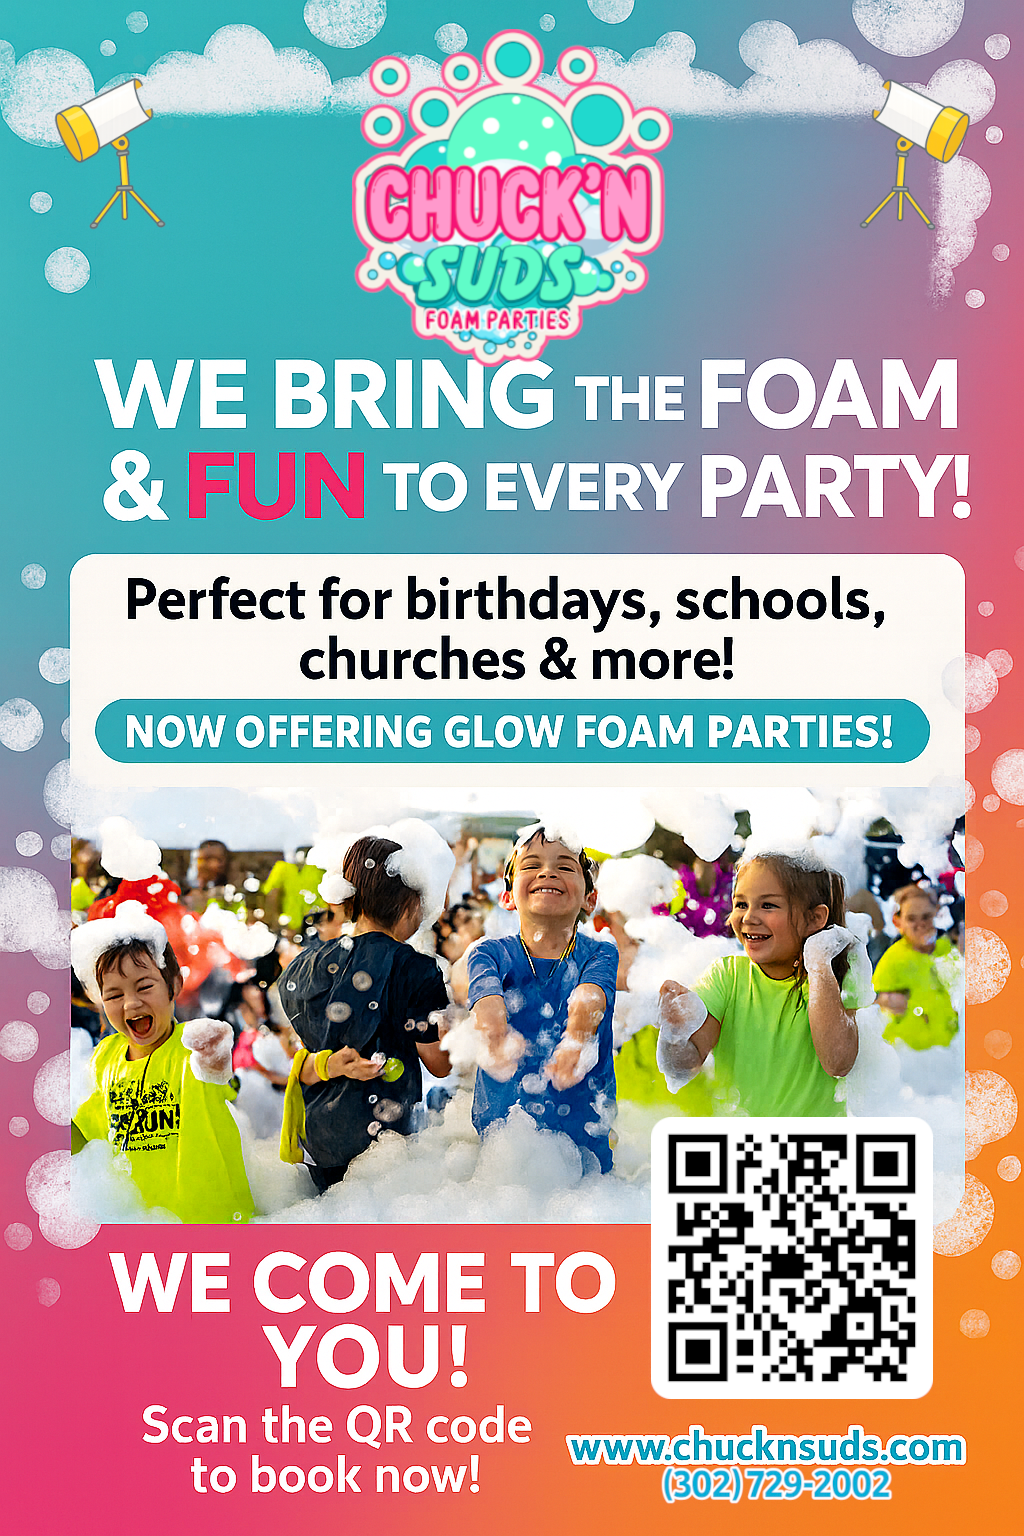 CHUCK'N
SUDS
FOAM PARTIES
WE BRING THE FOAM
& FUN TO EVERY PARTY!
Perfect for birthdays, schools,
churches & more!
NOW OFFERING GLOW FOAM PARTIES!
RUN!
WE COME TO
YOU!
Scan the QR code
to book now!
www.chucknsuds.com
(302) 729-2002